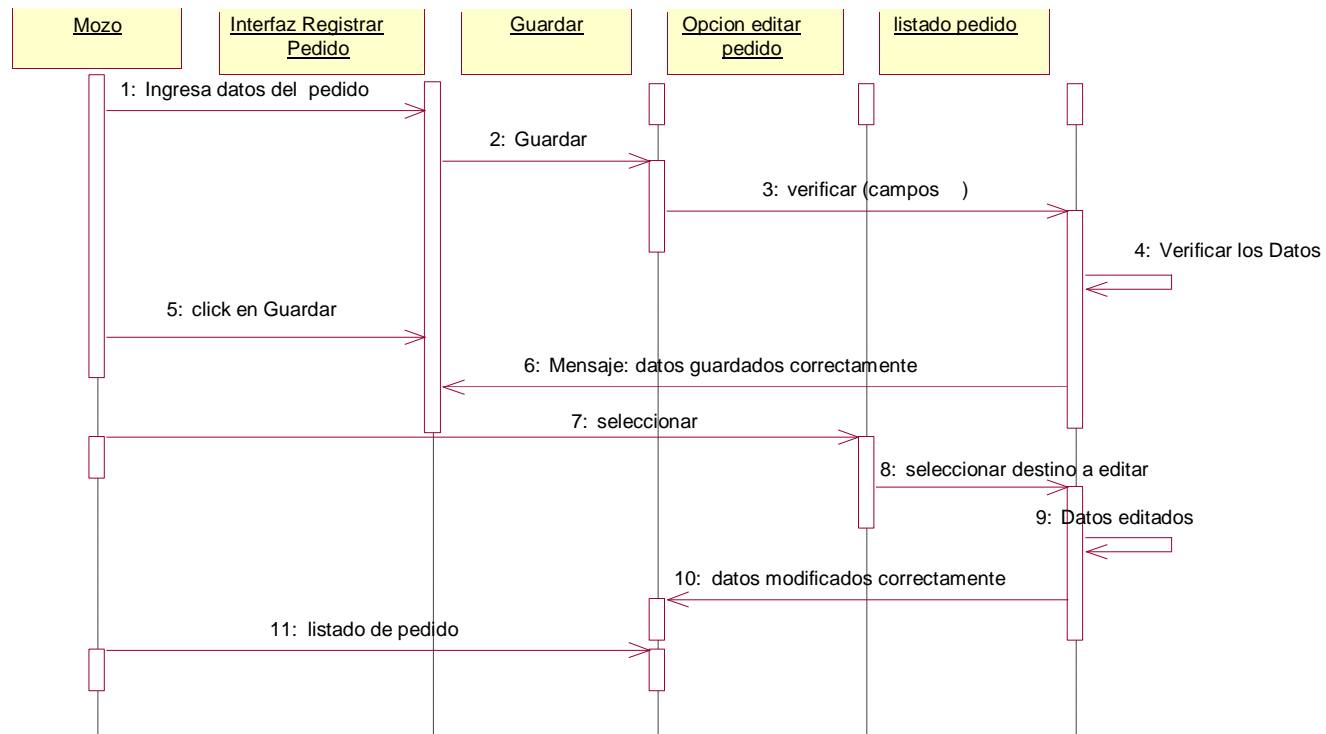 Mozo
Interfaz Registrar
Pedido
Guardar
Opcion editar
pedido
listado pedido
1: Ingresa datos del pedido
2: Guardar
3: verificar (campos )
4: Verificar los Datos
5: click en Guardar
6: Mensaje: datos guardados correctamente
7: seleccionar
8: seleccionar destino a editar
9: Datos editados
10: datos modificados correctamente
11: listado de pedido